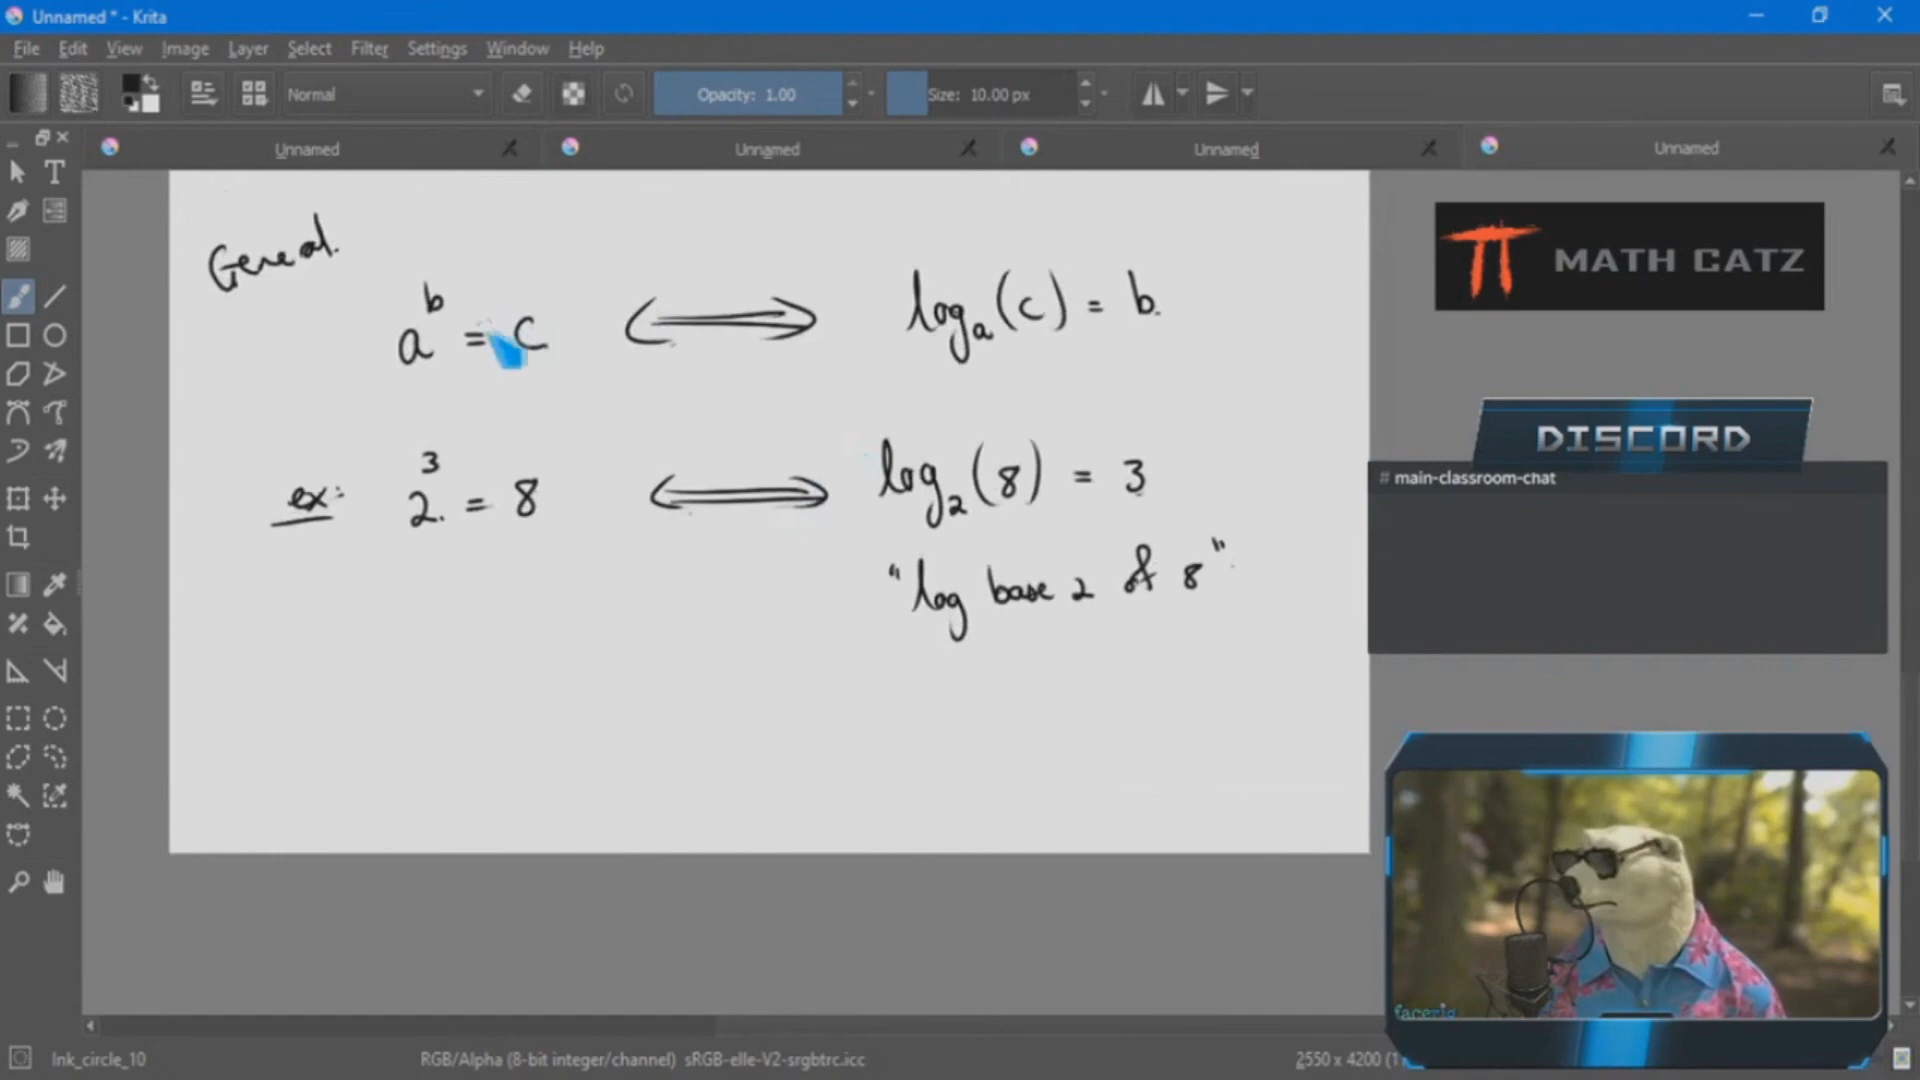 Unnamed * - Krita
File Edit View Image Layer Select Filter Settings Window Help
Normal Opacity: 1.00 Size: 10.00 px
Unnamed Unnamed Unnamed Unnamed
General.
a^b = c ⟺ log_a(c) = b.
ex: 2^3 = 8 ⟺ log_2(8) = 3
"log base 2 of 8"
MATH CATZ
DISCORD
# main-classroom-chat
facerig
Ink_circle_10 RGB/Alpha (8-bit integer/channel) sRGB-elle-V2-srgbtrc.icc 2550 x 4200 (1